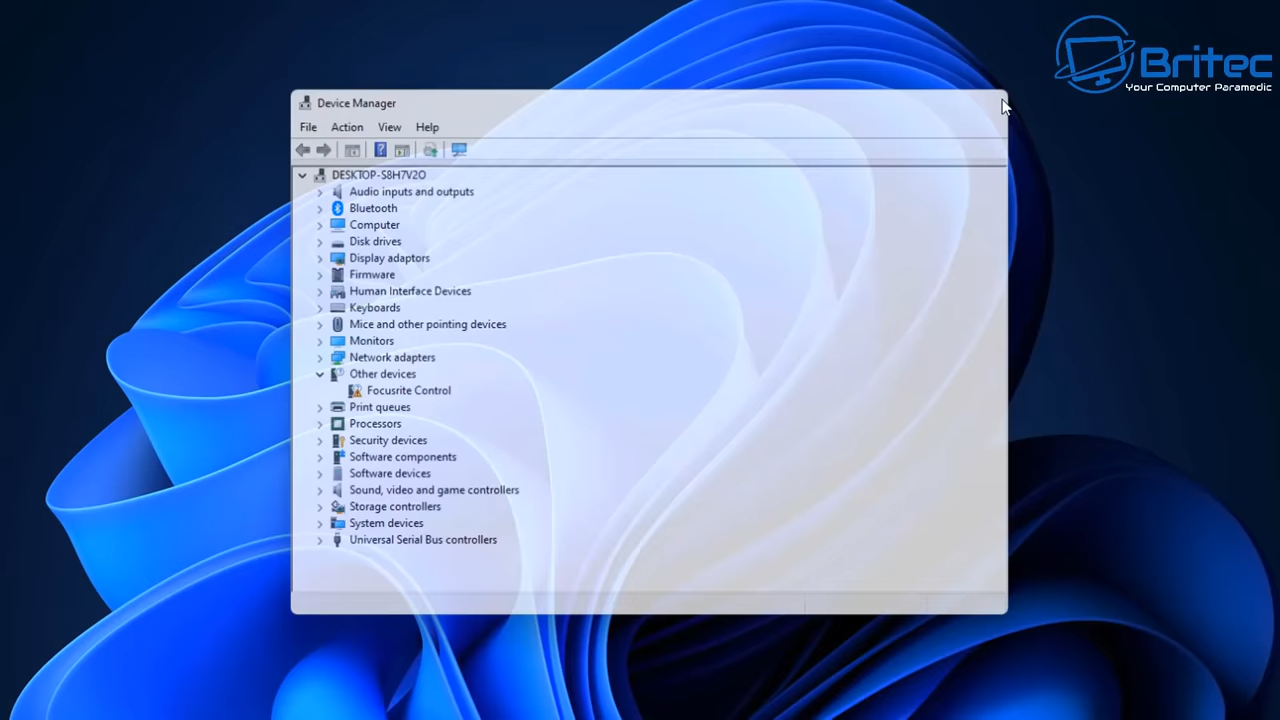 Britec
Your Computer Paramedic
Device Manager
File Action View Help
DESKTOP-S8H7V2O
Audio inputs and outputs
Bluetooth
Computer
Disk drives
Display adaptors
Firmware
Human Interface Devices
Keyboards
Mice and other pointing devices
Monitors
Network adapters
Other devices
Focusrite Control
Print queues
Processors
Security devices
Software components
Software devices
Sound, video and game controllers
Storage controllers
System devices
Universal Serial Bus controllers